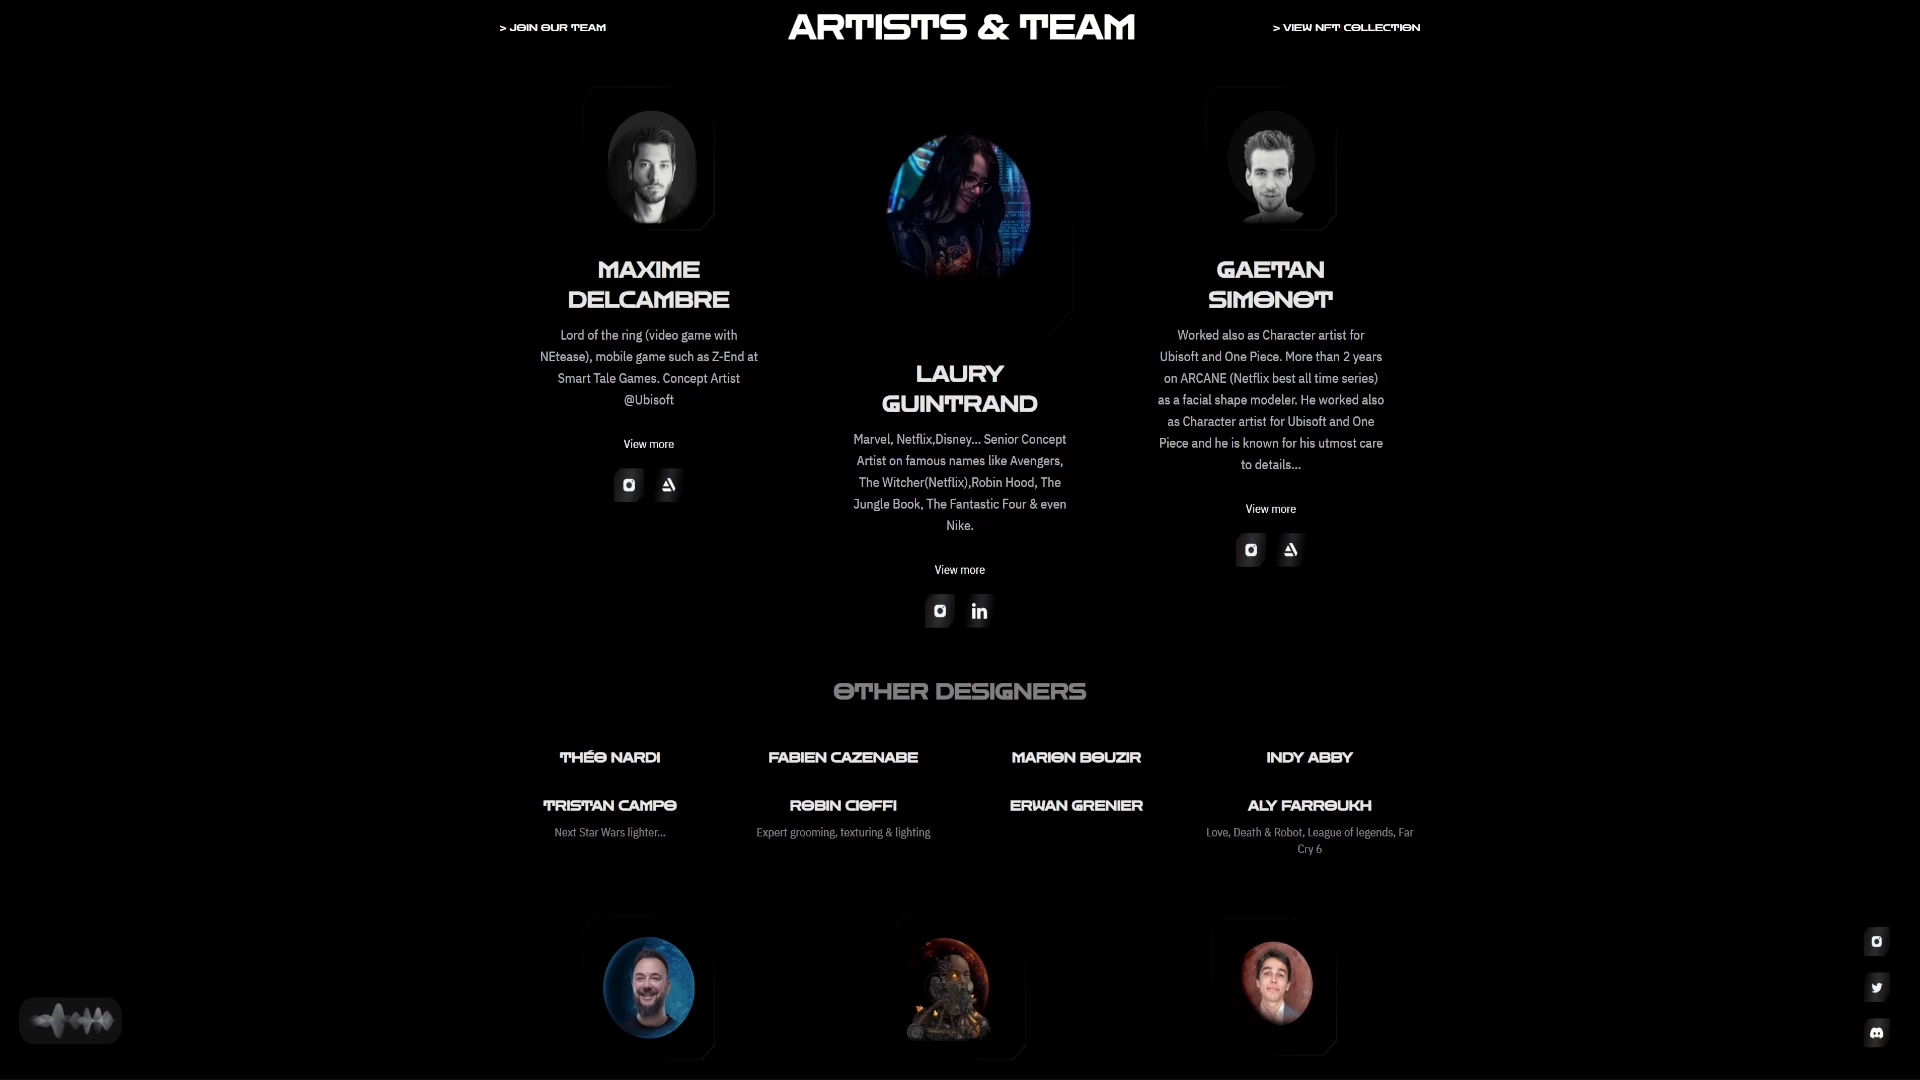 > JOIN OUR TEAM
ARTISTS & TEAM
> VIEW NFT COLLECTION
MAXIME
DELCAMBRE
Lord of the ring (video game with
NEtease), mobile game such as Z-End at
Smart Tale Games. Concept Artist
@Ubisoft
View more
LAURY
GUINTRAND
Marvel, Netflix,Disney... Senior Concept
Artist on famous names like Avengers,
The Witcher(Netflix),Robin Hood, The
Jungle Book, The Fantastic Four & even
Nike.
View more
in
GAETAN
SIMONOT
Worked also as Character artist for
Ubisoft and One Piece. More than 2 years
on ARCANE (Netflix best all time series)
as a facial shape modeler. He worked also
as Character artist for Ubisoft and One
Piece and he is known for his utmost care
to details...
View more
OTHER DESIGNERS
THÉO NARDI
FABIEN CAZENABE
MARION BOUZIR
INDY ABBY
TRISTAN CAMPO
Next Star Wars lighter...
ROBIN CIOFFI
Expert grooming, texturing & lighting
ERWAN GRENIER
ALY FARROUKH
Love, Death & Robot, League of legends, Far
Cry 6